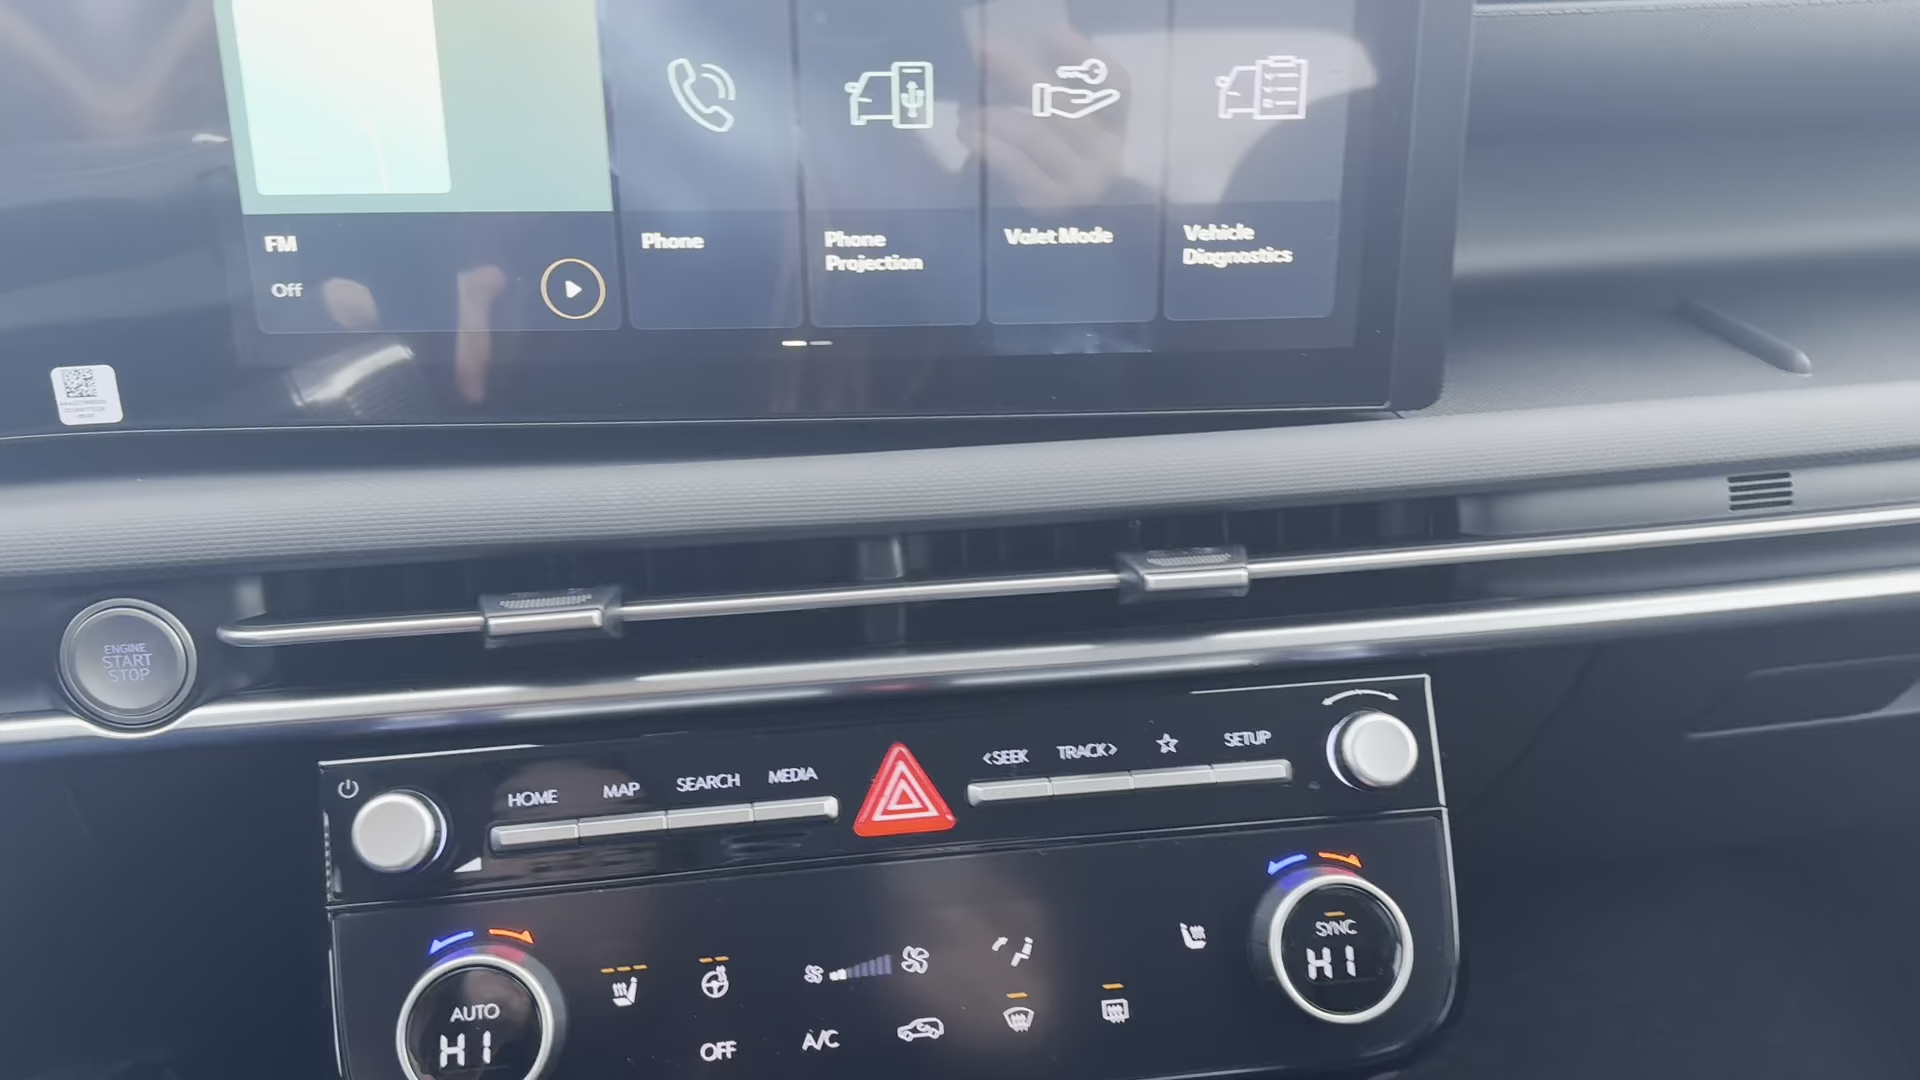 FM
Off
Phone
Phone
Projection
Valet Mode
Vehicle
Diagnostics
ENGINE
START
STOP
HOME
MAP
SEARCH
MEDIA
<SEEK
TRACK>
SETUP
AUTO
HI
OFF
A/C
SYNC
HI